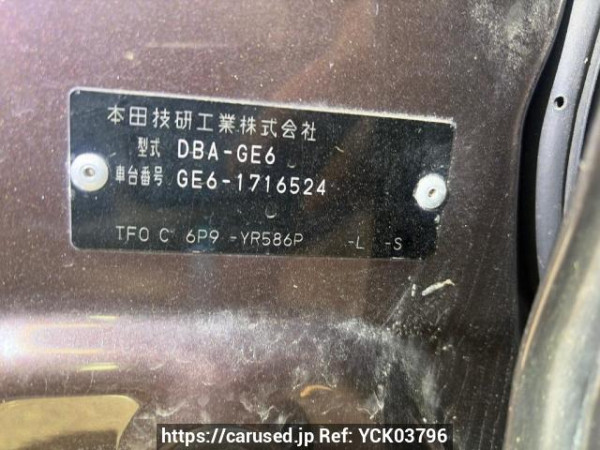 本田技研工業株式会社
型式 DBA-GE6
車台番号 GE6-1716524
TF0 C 6P9 -YR586P -L -S
https://carused.jp Ref: YCK03796